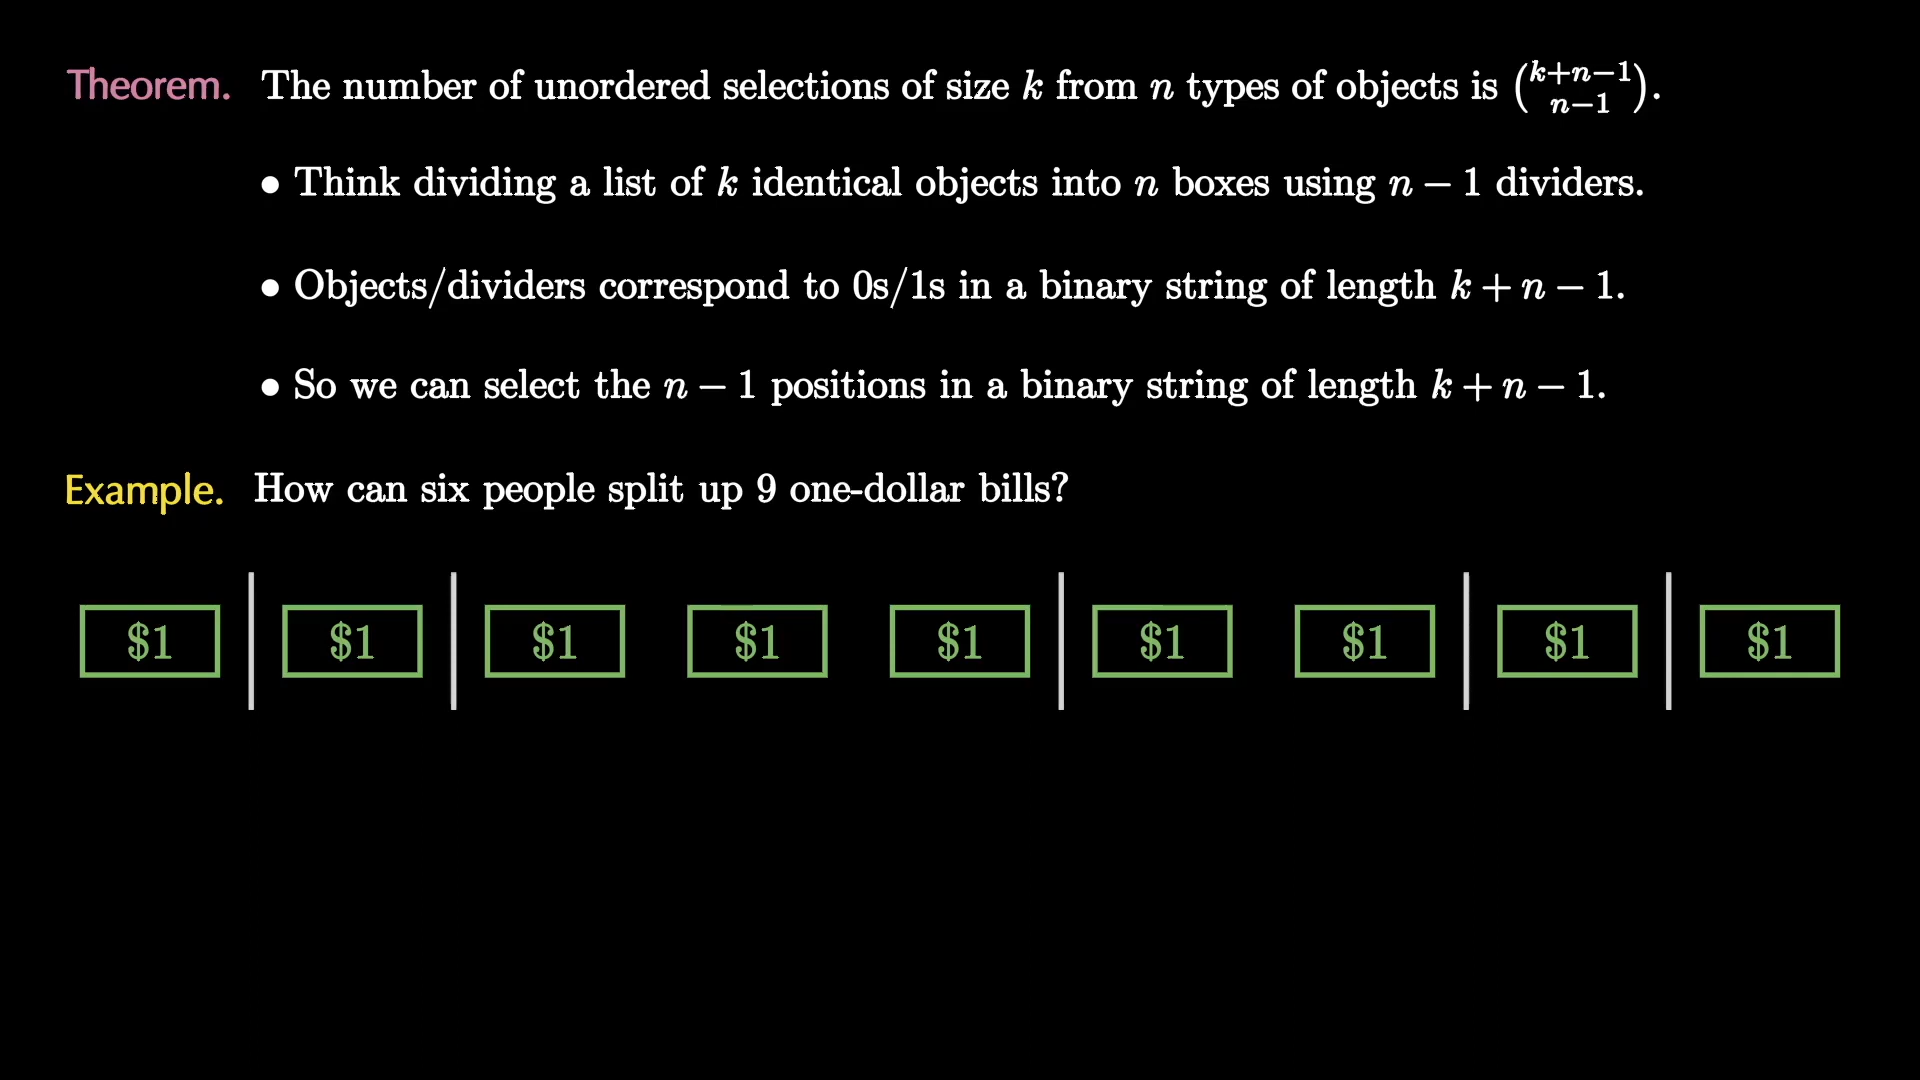 Theorem. The number of unordered selections of size k from n types of objects is $\binom{k+n-1}{n-1}$.
• Think dividing a list of k identical objects into n boxes using n − 1 dividers.
• Objects/dividers correspond to 0s/1s in a binary string of length k + n − 1.
• So we can select the n − 1 positions in a binary string of length k + n − 1.
Example. How can six people split up 9 one-dollar bills?
$1 $1 $1 $1 $1 $1 $1 $1 $1